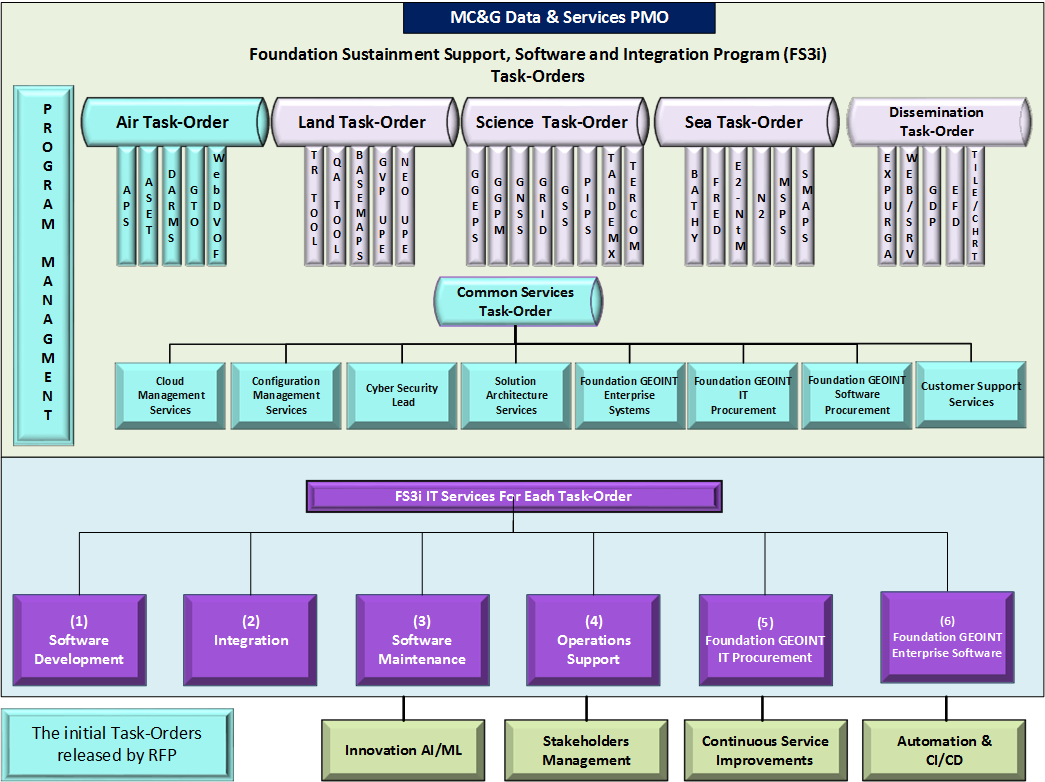 MC&G Data & Services PMO
Foundation Sustainment Support, Software and Integration Program (FS3i)
Task-Orders
PROGRAM MANAGMENT
Air Task-Order
APS
ASET
DARMS
GTO
WebDVOF
Land Task-Order
TR TOOL
QA TOOL
BASEMAPS
GVP UPE
NEO UPE
Science Task-Order
GGEPS
GGPM
GNSS
GRID
GSS
PIPS
TAnDEMX
TERCOM
Sea Task-Order
BATHY
FRED
E2-NtM
N2
MSPS
SMAPS
Dissemination
Task-Order
EXPURGA
WEB/SRV
GDP
EFD
TILE/CHRT
Common Services
Task-Order
Cloud
Management
Services
Configuration
Management
Services
Cyber Security
Lead
Solution
Architecture
Services
Foundation GEOINT
Enterprise
Systems
Foundation GEOINT
IT
Procurement
Foundation GEOINT
Software
Procurement
Customer Support
Services
FS3i IT Services For Each Task-Order
(1)
Software
Development
(2)
Integration
(3)
Software
Maintenance
(4)
Operations
Support
(5)
Foundation GEOINT
IT Procurement
(6)
Foundation GEOINT
Enterprise Software
The initial Task-Orders
released by RFP
Innovation AI/ML
Stakeholders
Management
Continuous Service
Improvements
Automation &
CI/CD